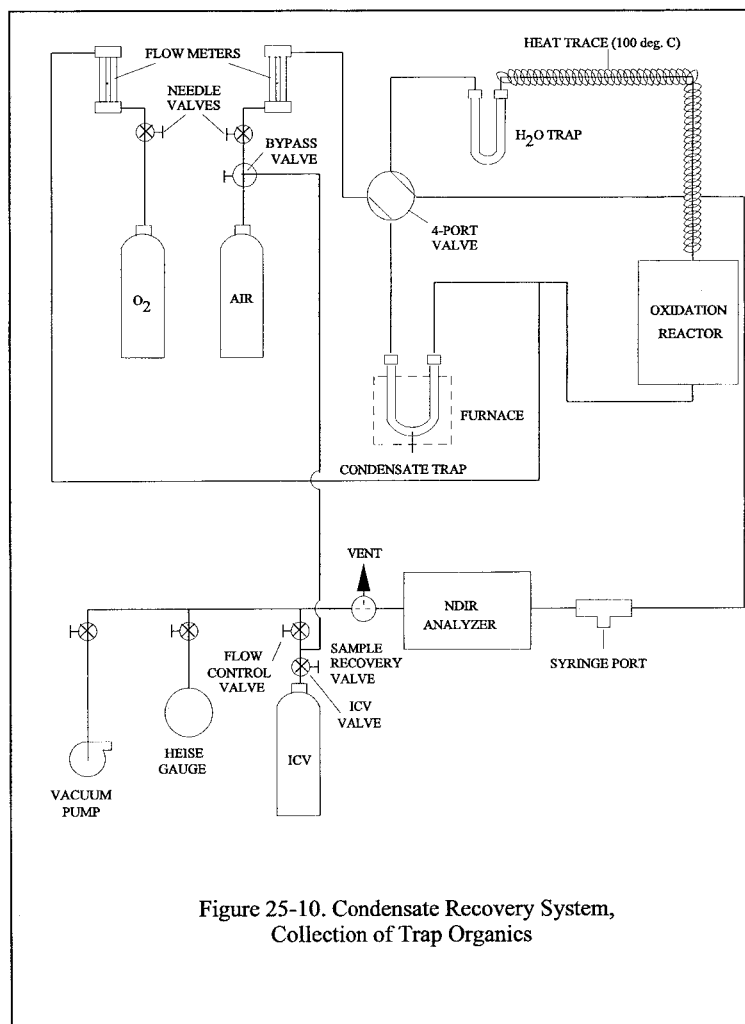 FLOW METERS
HEAT TRACE (100 deg. C)
NEEDLE
VALVES
H2O TRAP
BYPASS
VALVE
4-PORT
VALVE
O2
AIR
OXIDATION
REACTOR
FURNACE
CONDENSATE TRAP
VENT
NDIR
ANALYZER
SYRINGE PORT
FLOW
CONTROL
VALVE
SAMPLE
RECOVERY
VALVE
ICV
VALVE
HEISE
GAUGE
ICV
VACUUM
PUMP
Figure 25-10. Condensate Recovery System,
Collection of Trap Organics